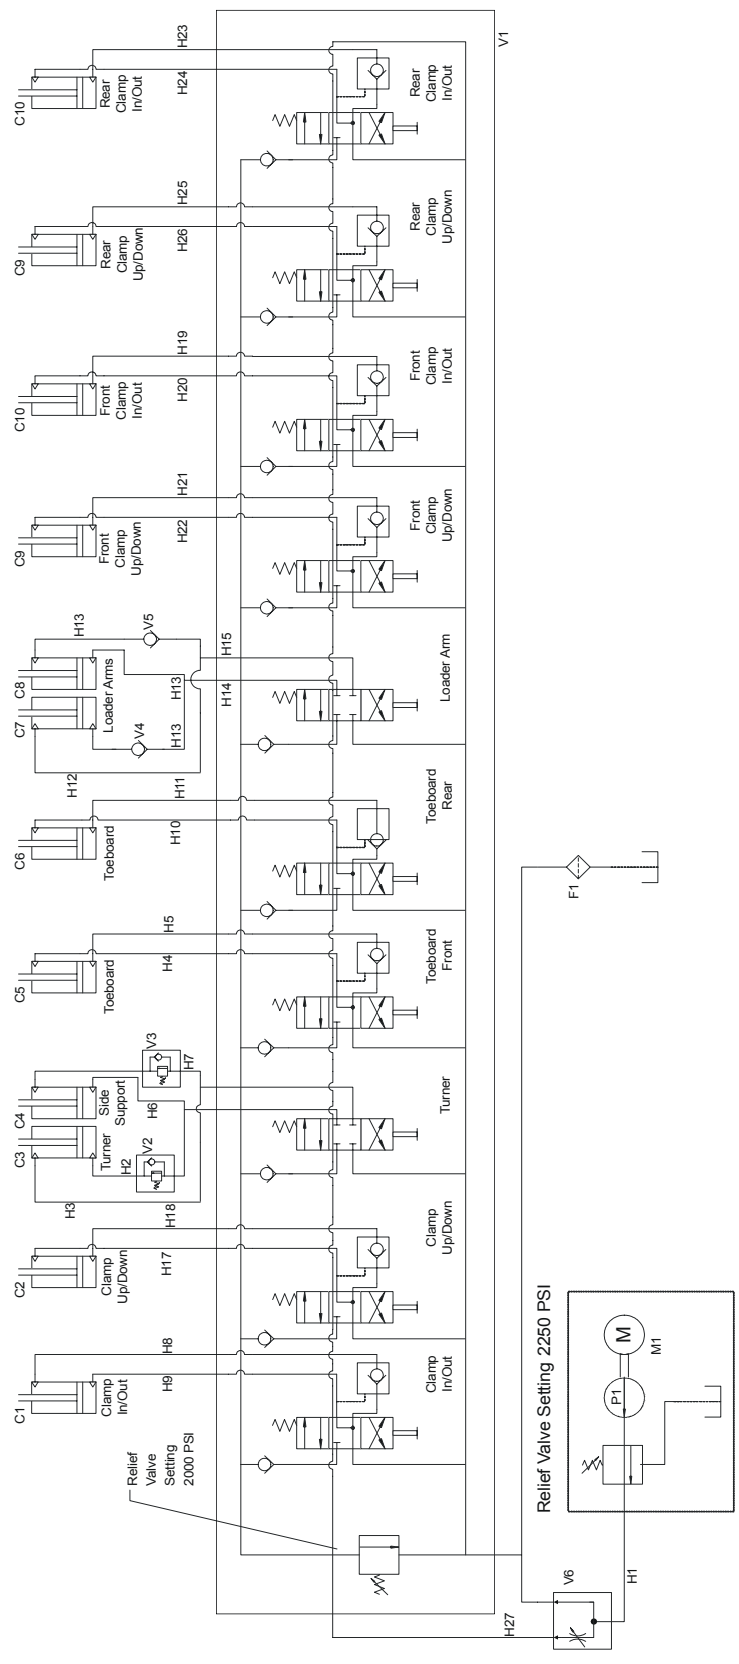 C1
Clamp
In/Out
H9
H8
C2
Clamp
Up/Down
H17
H18
C3
Turner
H3
H2
V2
C4
Side
Support
H6
H7
V3
C5
Toeboard
H4
H5
C6
Toeboard
H10
H11
C7
C8
Loader Arms
H12
H13
V4
H13
H13
V5
H14
H15
C9
Front
Clamp
Up/Down
H22
H21
C10
Front
Clamp
In/Out
H20
H19
C9
Rear
Clamp
Up/Down
H26
H25
C10
Rear
Clamp
In/Out
H24
H23
Relief
Valve
Setting
2000 PSI
Clamp
In/Out
Clamp
Up/Down
Turner
Toeboard
Front
Toeboard
Rear
Loader Arm
Front
Clamp
Up/Down
Front
Clamp
In/Out
Rear
Clamp
Up/Down
Rear
Clamp
In/Out
V1
H27
V6
H1
Relief Valve Setting 2250 PSI
P1
M
M1
F1